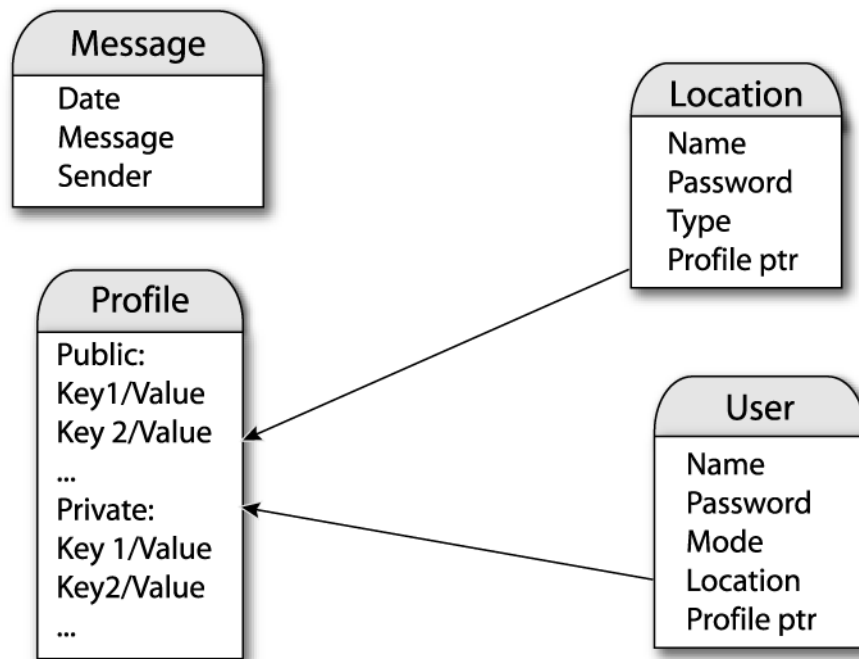 Message
Date
Message
Sender
Location
Name
Password
Type
Profile ptr
Profile
Public:
Key1/Value
Key 2/Value
...
Private:
Key 1/Value
Key2/Value
...
User
Name
Password
Mode
Location
Profile ptr